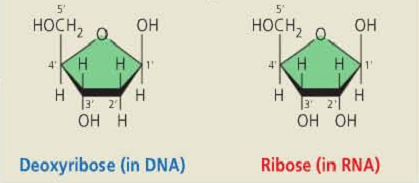 5' 5'
HOCH2 O OH HOCH2 O OH
4' H H 1' 4' H H 1'
H 3' 2' H H 3' 2' H
OH H OH OH
Deoxyribose (in DNA) Ribose (in RNA)